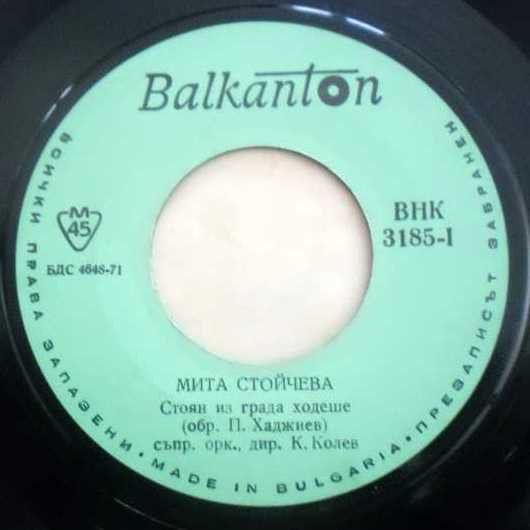 Balkanton
М
45
БДС 4648-71
ВНК
3185-I
МИТА СТОЙЧЕВА
Стоян из града ходеше
(обр. П. Хаджиев)
съпр. орк., дир. К. Колев
ВСИЧКИ ПРАВА ЗАПАЗЕНИ • MADE IN BULGARIA • ПРЕЗАПИСЪТ ЗАБРАНЕН